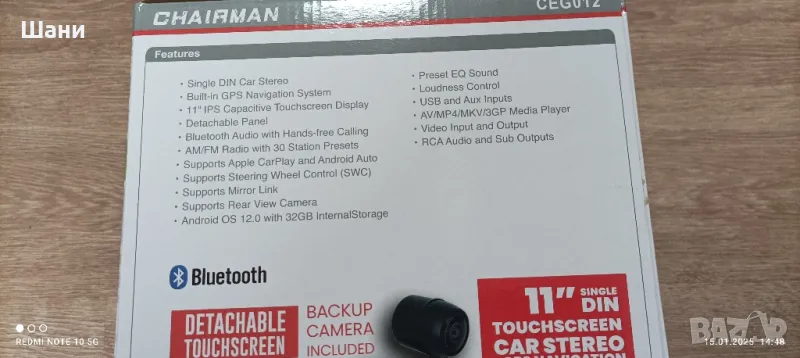 Шани
CHAIRMAN
CEG012
Features
• Single DIN Car Stereo
• Built-in GPS Navigation System
• 11" IPS Capacitive Touchscreen Display
• Detachable Panel
• Bluetooth Audio with Hands-free Calling
• AM/FM Radio with 30 Station Presets
• Supports Apple CarPlay and Android Auto
• Supports Steering Wheel Control (SWC)
• Supports Mirror Link
• Supports Rear View Camera
• Android OS 12.0 with 32GB InternalStorage
• Preset EQ Sound
• Loudness Control
• USB and Aux Inputs
• AV/MP4/MKV/3GP Media Player
• Video Input and Output
• RCA Audio and Sub Outputs
Bluetooth
DETACHABLE
TOUCHSCREEN
BACKUP
CAMERA
INCLUDED
11" SINGLE
DIN
TOUCHSCREEN
CAR STEREO
REDMI NOTE 10 5G
15.01.2025 14:48
bazar